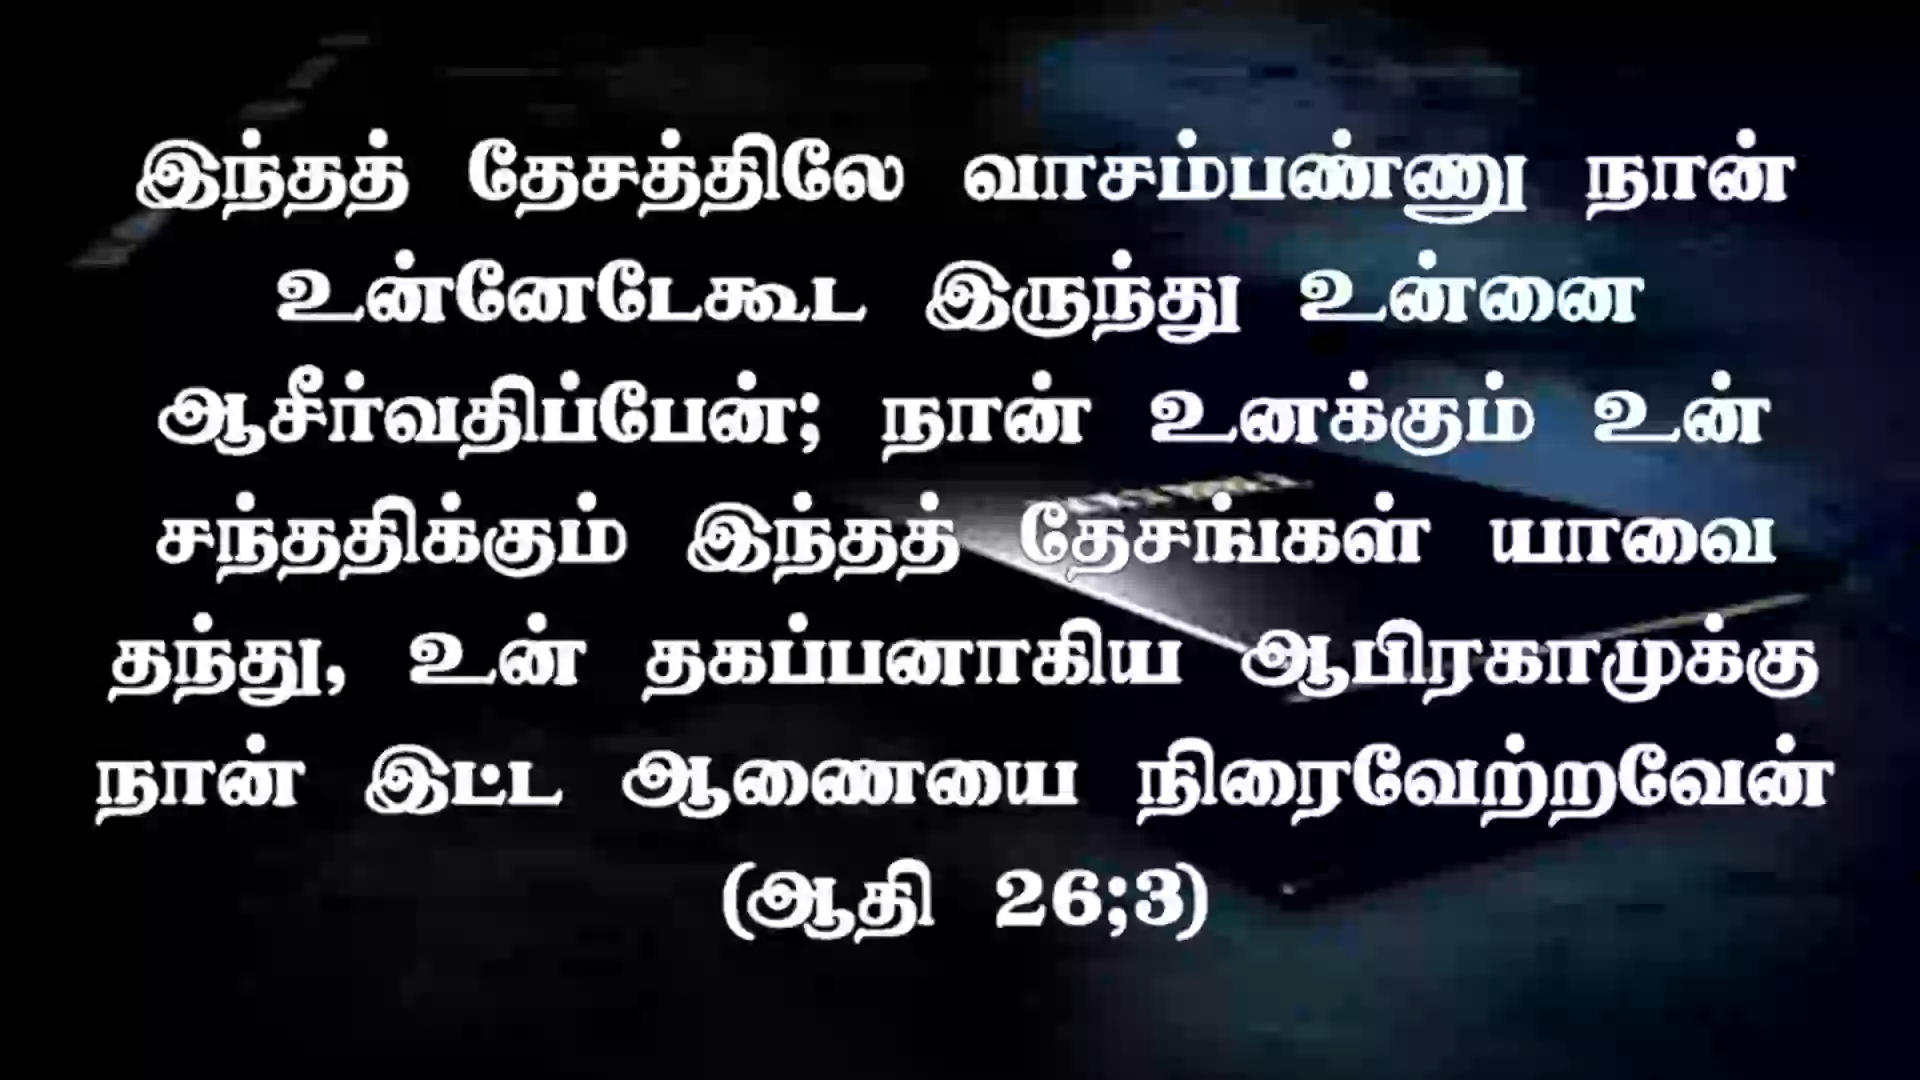 இந்தத் தேசத்திலே வாசம்பண்ணு நான்
உன்னேடேகூட இருந்து உன்னை
ஆசீர்வதிப்பேன்; நான் உனக்கும் உன்
சந்ததிக்கும் இந்தத் தேசங்கள் யாவை
தந்து, உன் தகப்பனாகிய ஆபிரகாமுக்கு
நான் இட்ட ஆணையை நிரைவேற்றவேன்
(ஆதி 26;3)